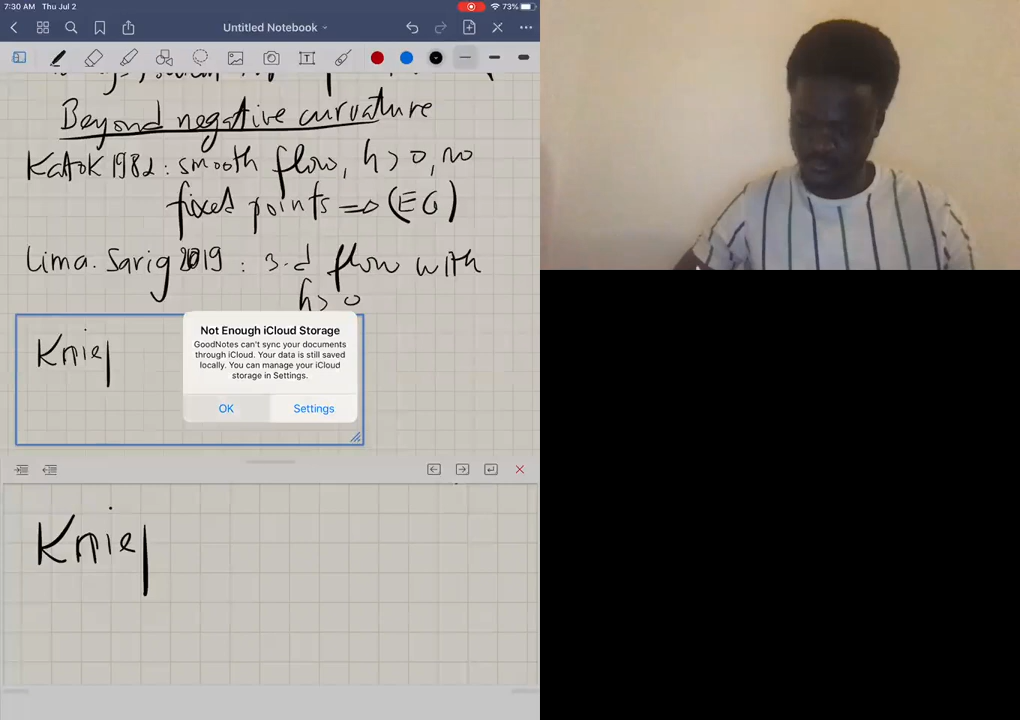 7:30 AM Thu Jul 2
73%
Untitled Notebook
Beyond negative curvature
Katok 1982: smooth flow, h > 0, no
fixed points => (EG)
Lima. Sarig 2019: 3-d flow with
h > 0
Knie
Not Enough iCloud Storage
GoodNotes can't sync your documents
through iCloud. Your data is still saved
locally. You can manage your iCloud
storage in Settings.
OK Settings
Knie